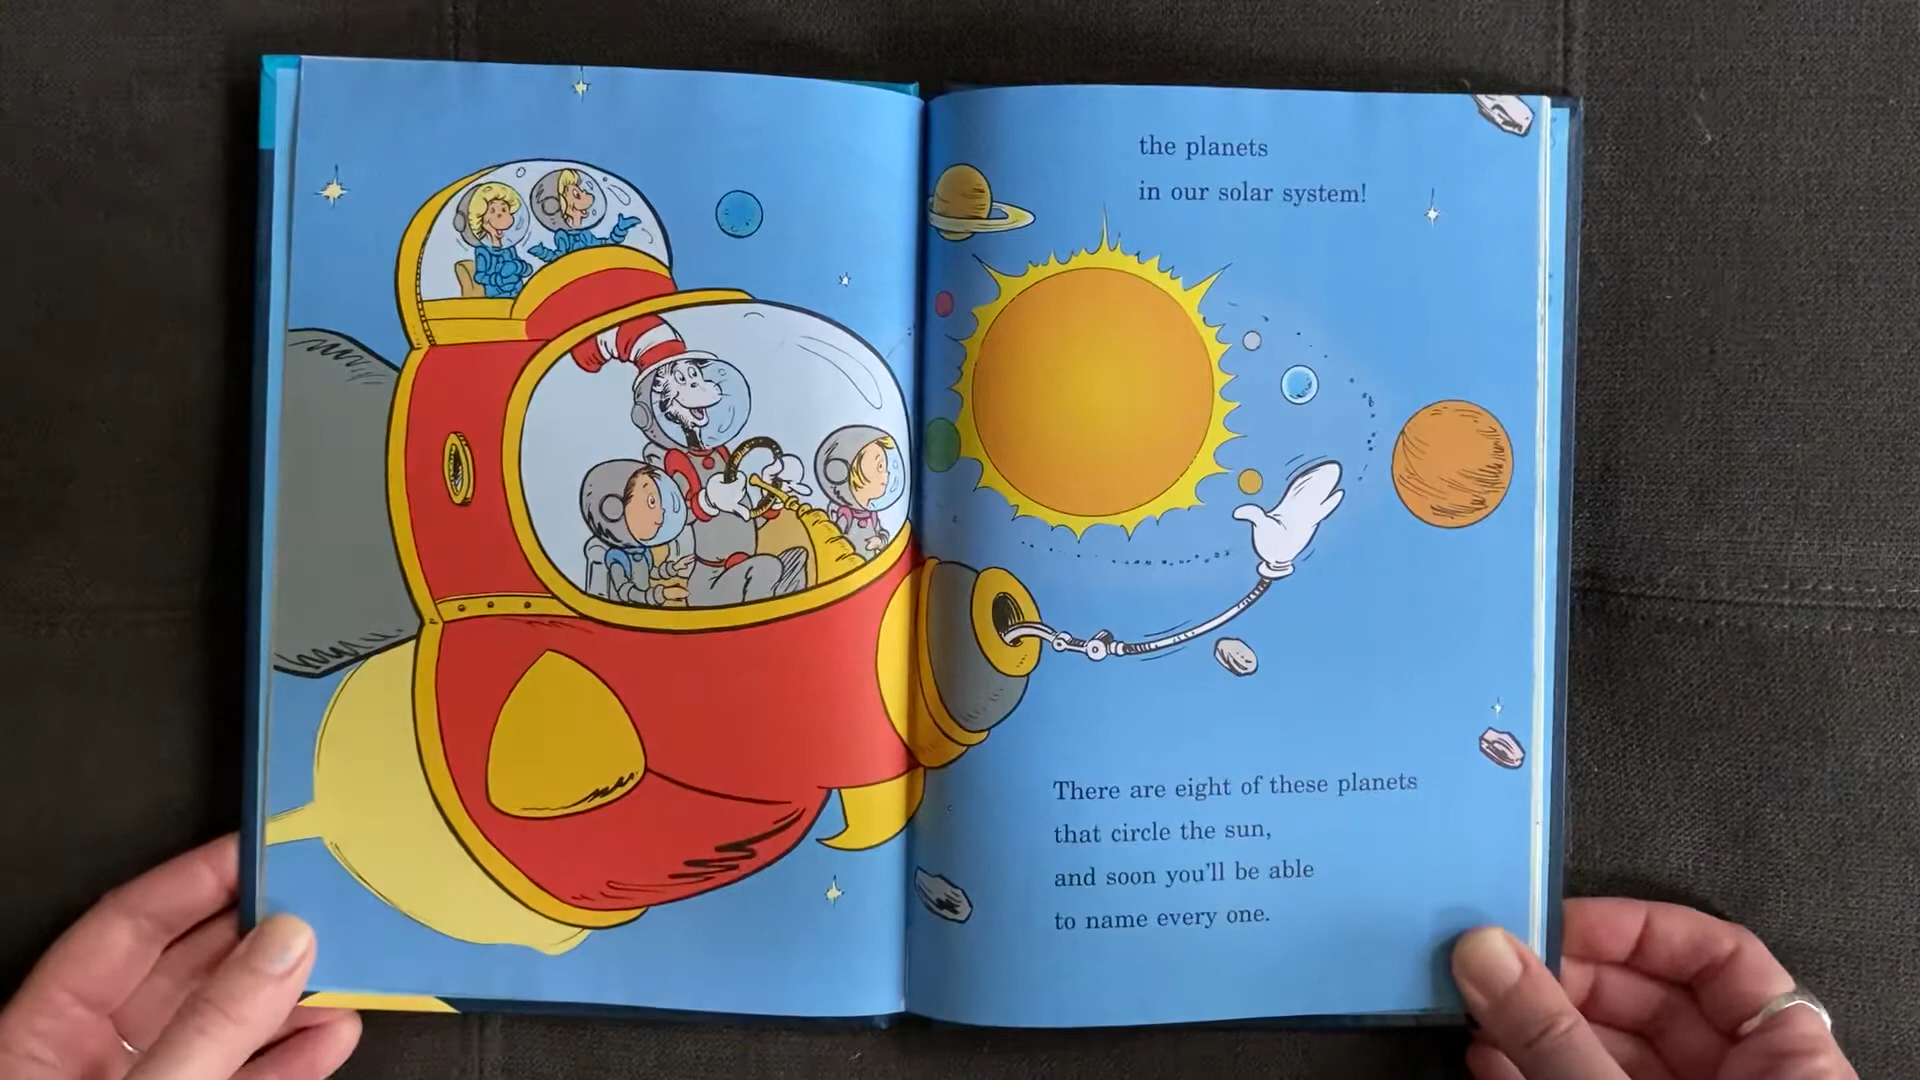 the planets
in our solar system!
There are eight of these planets
that circle the sun,
and soon you'll be able
to name every one.